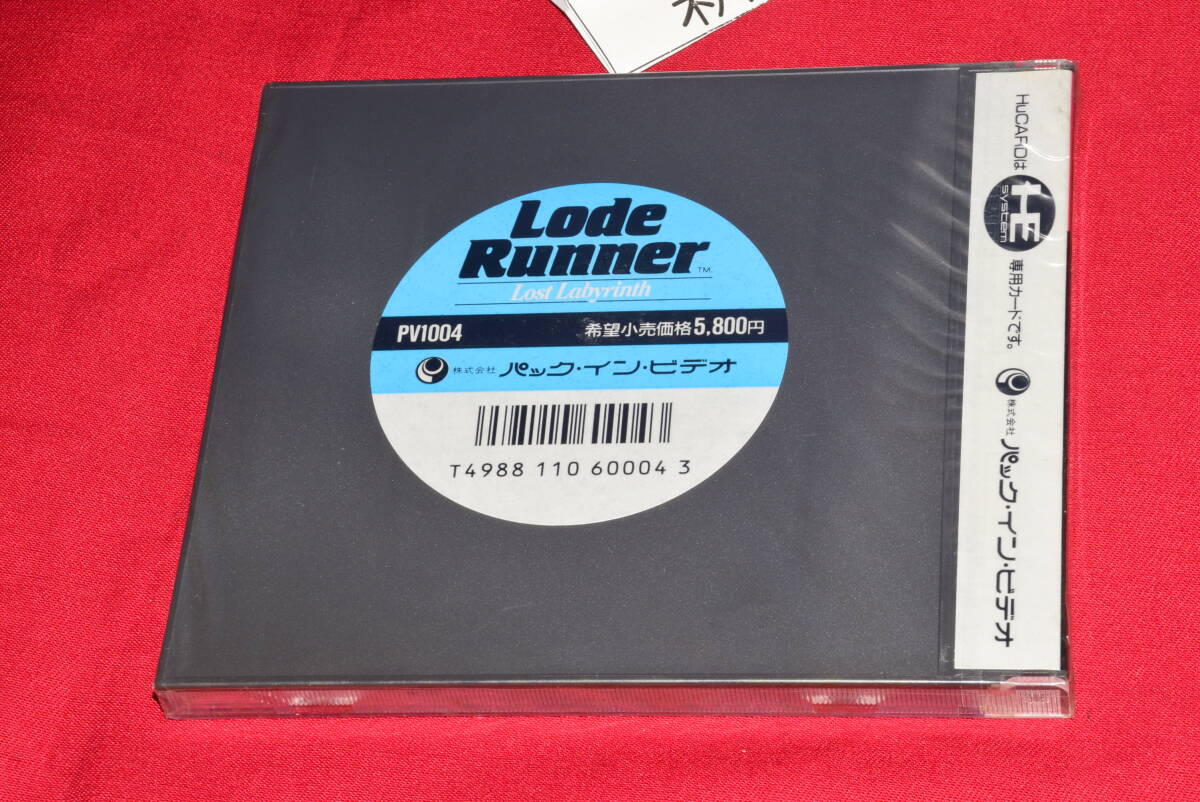 Lode
Runner TM
Lost Labyrinth
PV1004 希望小売価格5,800円
株式会社 パック・イン・ビデオ
T4988 110 60004 3
HuCARDは HE system 専用カードです。 株式会社 パック・イン・ビデオ